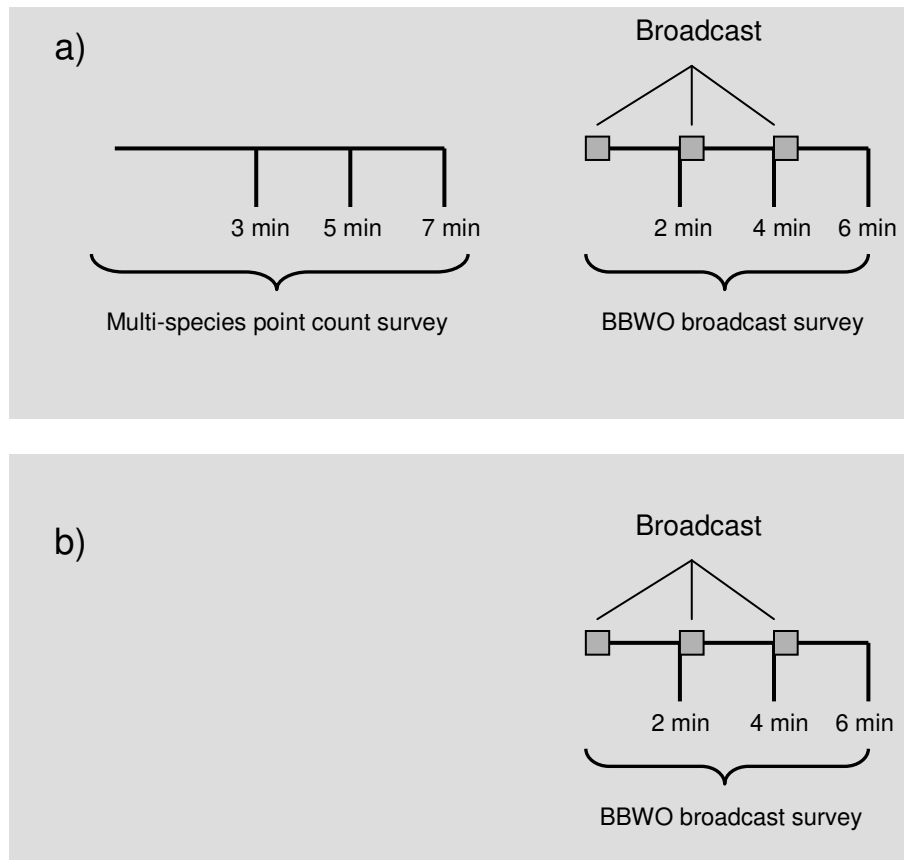 a)
Broadcast
3 min 5 min 7 min
2 min 4 min 6 min
Multi-species point count survey
BBWO broadcast survey
b)
Broadcast
2 min 4 min 6 min
BBWO broadcast survey